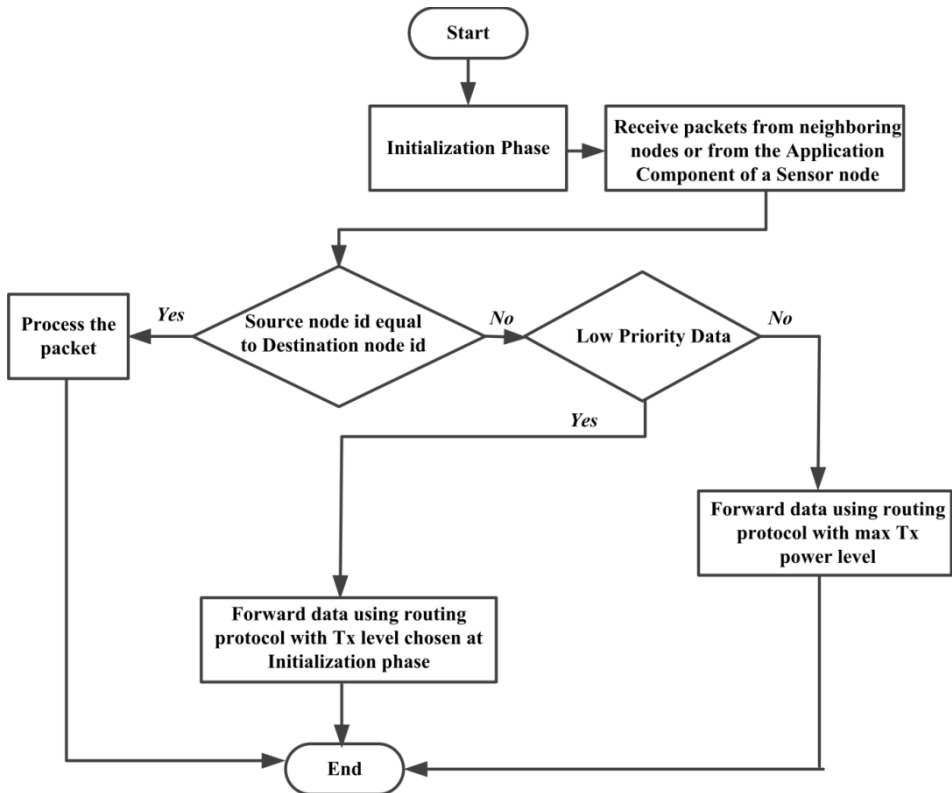 Start
Initialization Phase
Receive packets from neighboring
nodes or from the Application
Component of a Sensor node
Source node id equal
to Destination node id
Yes
No
Process the
packet
Low Priority Data
No
Yes
Forward data using routing
protocol with max Tx
power level
Forward data using routing
protocol with Tx level chosen at
Initialization phase
End